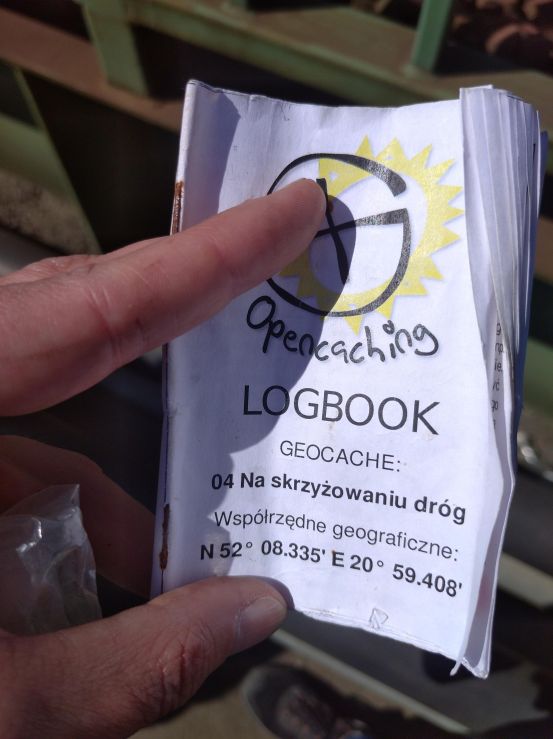 Opencaching
LOGBOOK
GEOCACHE:
04 Na skrzyżowaniu dróg
Współrzędne geograficzne:
N 52° 08.335' E 20° 59.408'